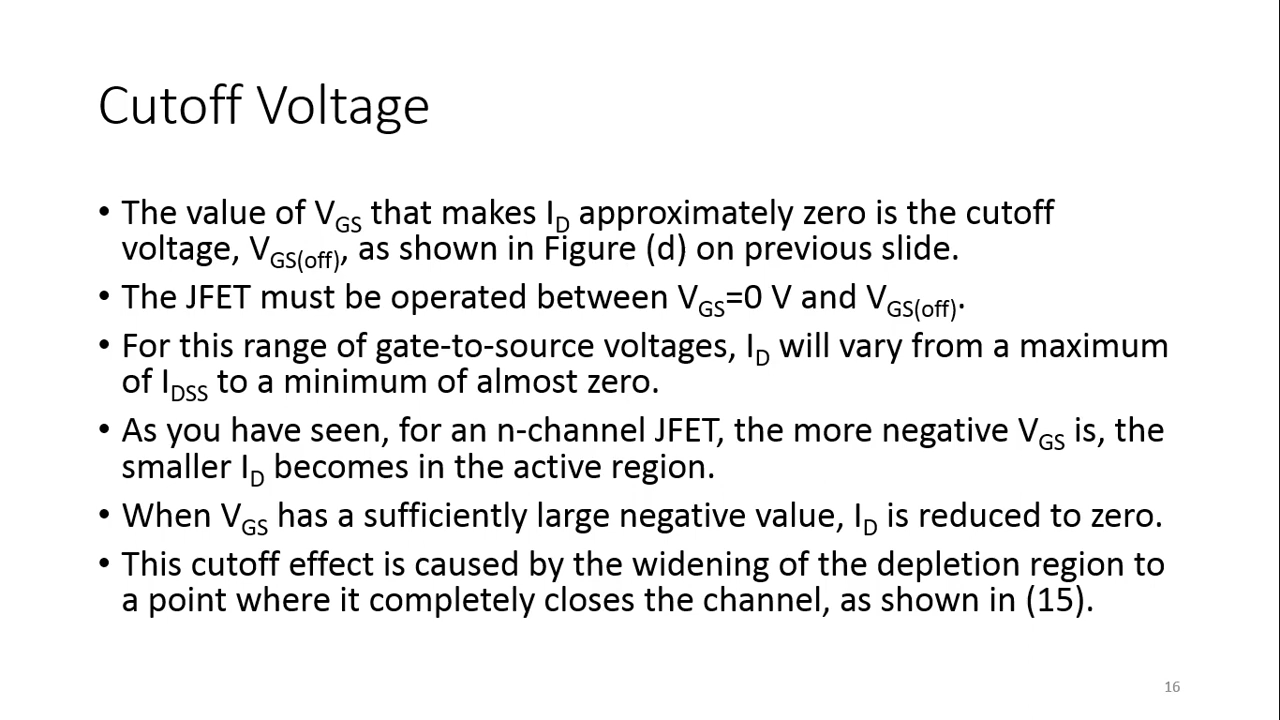 Cutoff Voltage
• The value of V_GS that makes I_D approximately zero is the cutoff
voltage, V_GS(off), as shown in Figure (d) on previous slide.
• The JFET must be operated between V_GS=0 V and V_GS(off).
• For this range of gate-to-source voltages, I_D will vary from a maximum
of I_DSS to a minimum of almost zero.
• As you have seen, for an n-channel JFET, the more negative V_GS is, the
smaller I_D becomes in the active region.
• When V_GS has a sufficiently large negative value, I_D is reduced to zero.
• This cutoff effect is caused by the widening of the depletion region to
a point where it completely closes the channel, as shown in (15).
16